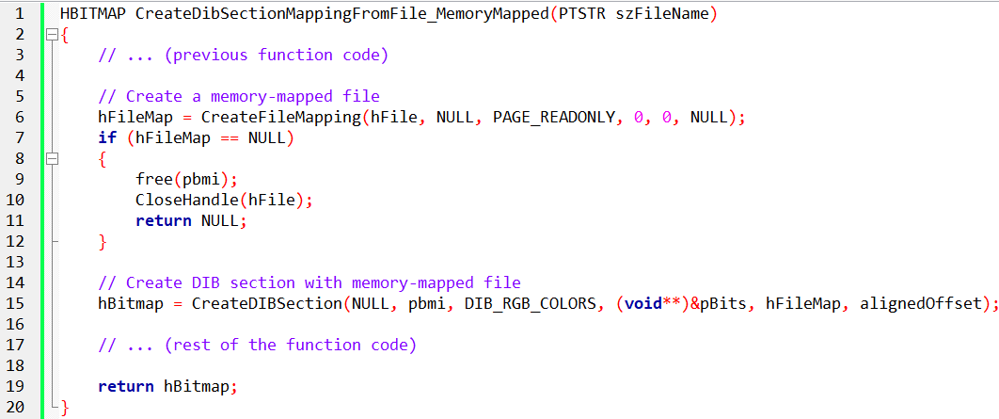 1 HBITMAP CreateDibSectionMappingFromFile_MemoryMapped(PTSTR szFileName)
2 {
3     // ... (previous function code)
4
5     // Create a memory-mapped file
6     hFileMap = CreateFileMapping(hFile, NULL, PAGE_READONLY, 0, 0, NULL);
7     if (hFileMap == NULL)
8     {
9         free(pbmi);
10         CloseHandle(hFile);
11         return NULL;
12     }
13
14     // Create DIB section with memory-mapped file
15     hBitmap = CreateDIBSection(NULL, pbmi, DIB_RGB_COLORS, (void**)&pBits, hFileMap, alignedOffset);
16
17     // ... (rest of the function code)
18
19     return hBitmap;
20 }